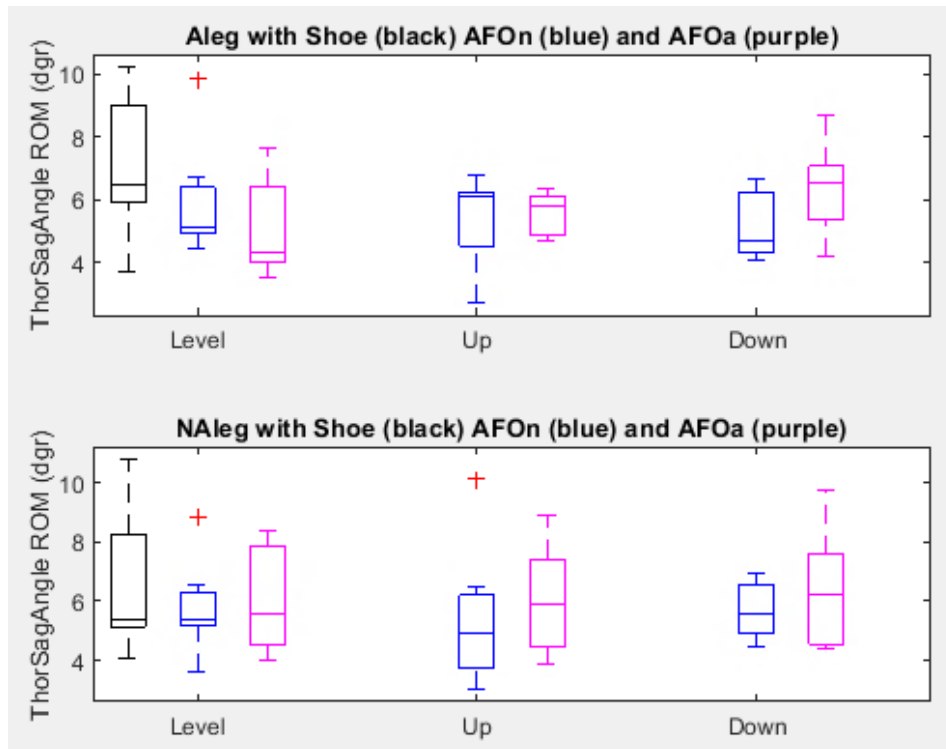 Aleg with Shoe (black) AFOn (blue) and AFOa (purple)
ThorSagAngle ROM (dgr)
10
8
6
4
Level Up Down
NAleg with Shoe (black) AFOn (blue) and AFOa (purple)
ThorSagAngle ROM (dgr)
10
8
6
4
Level Up Down